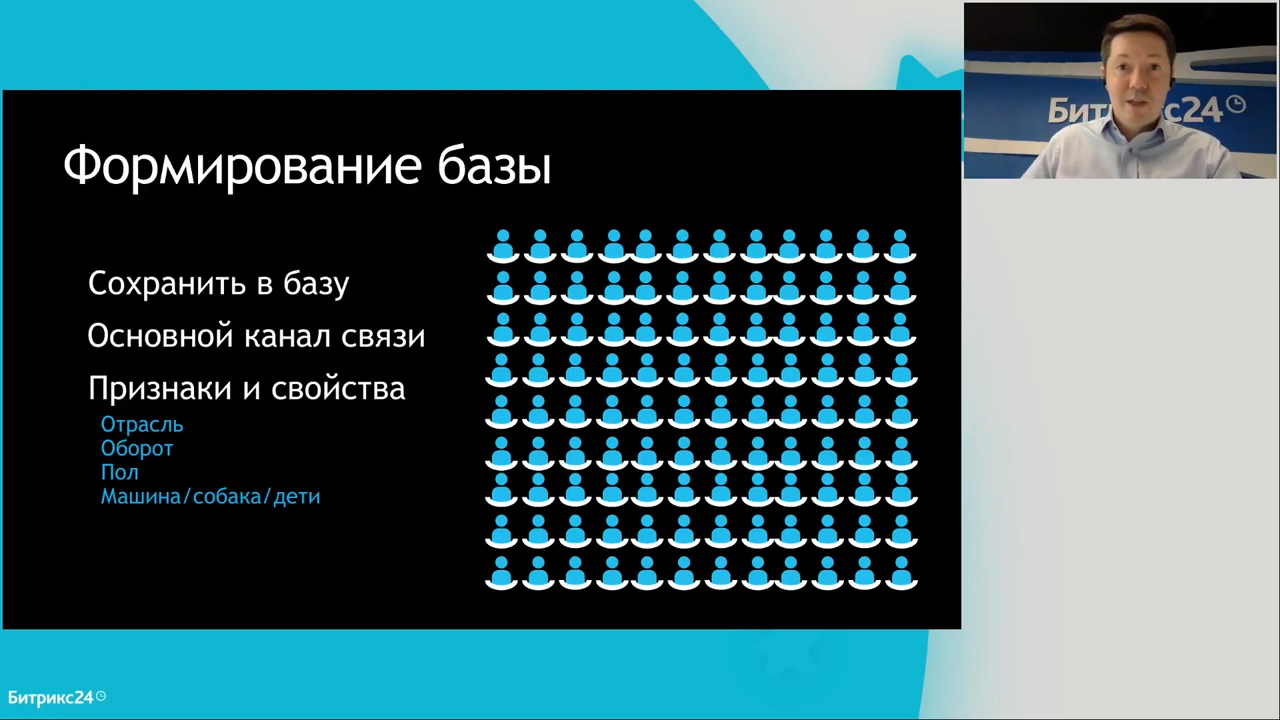 Формирование базы
Сохранить в базу
Основной канал связи
Признаки и свойства
Отрасль
Оборот
Пол
Машина/собака/дети
Битрикс24
Битрикс24